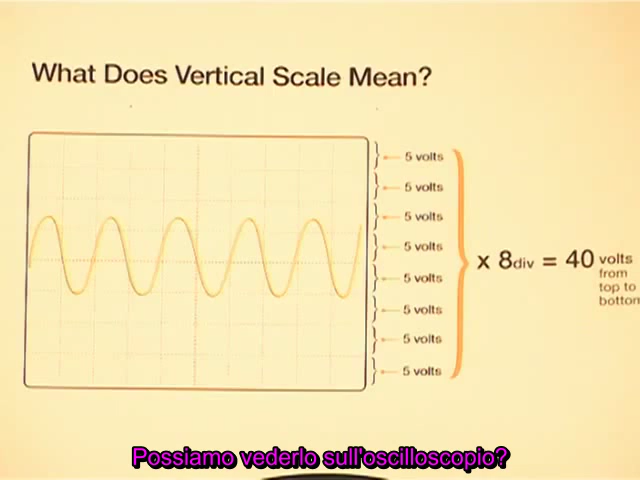 What Does Vertical Scale Mean?
5 volts
5 volts
5 volts
5 volts
5 volts
5 volts
5 volts
5 volts
x 8div = 40 volts
from
top to
bottom
Possiamo vederlo sull'oscilloscopio?